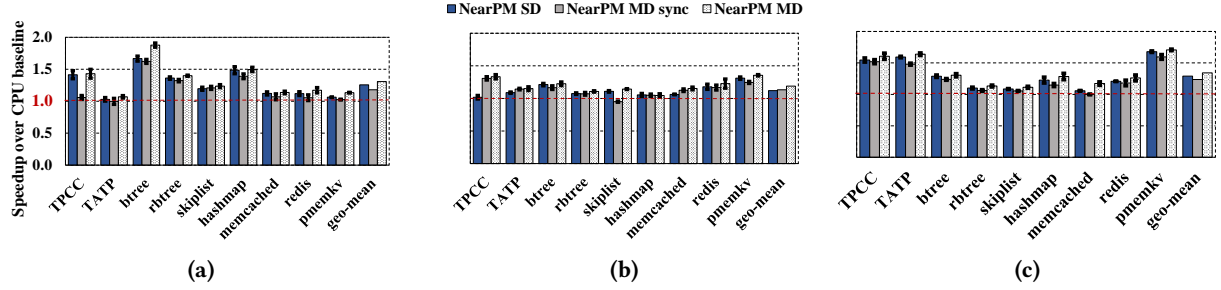 NearPM SD NearPM MD sync NearPM MD
Speedup over CPU baseline
2.0
1.5
1.0
0.5
0.0
TPCC
TATP
btree
rbtree
skiplist
hashmap
memcached
redis
pmemkv
geo-mean
(a)
TPCC
TATP
btree
rbtree
skiplist
hashmap
memcached
redis
pmemkv
geo-mean
(b)
TPCC
TATP
btree
rbtree
skiplist
hashmap
memcached
redis
pmemkv
geo-mean
(c)